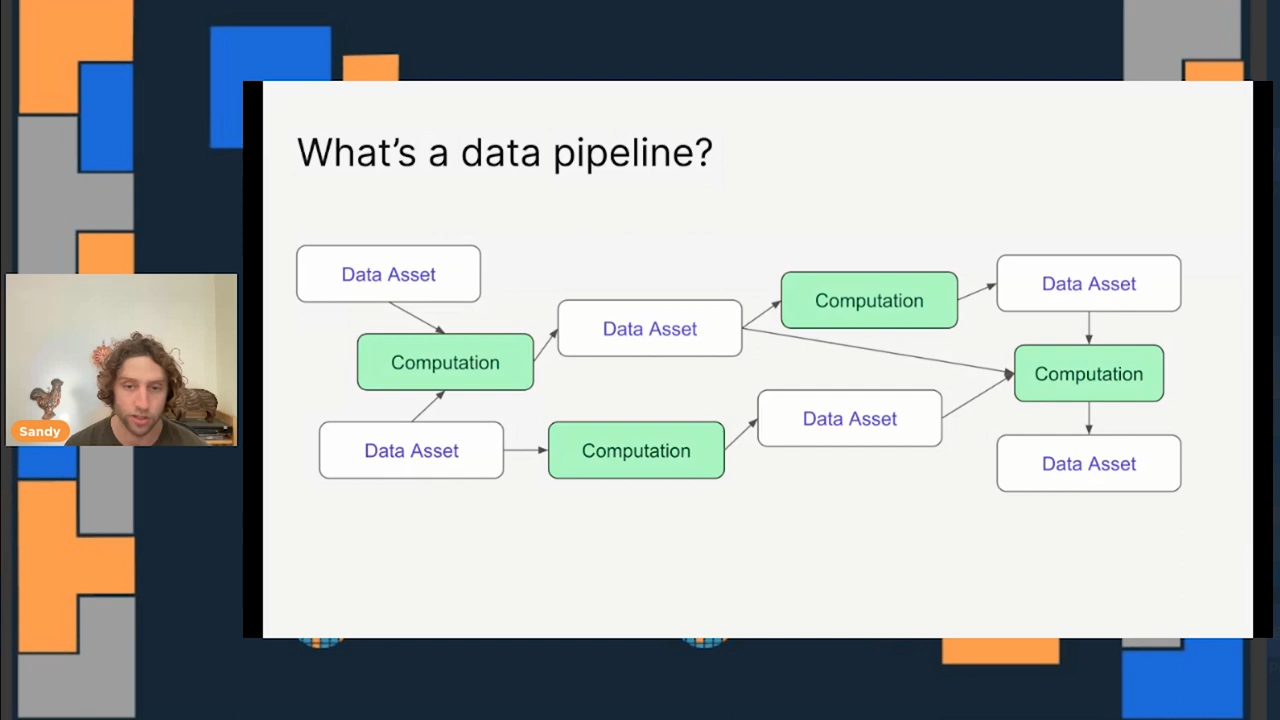 What's a data pipeline?
Data Asset
Computation
Data Asset
Data Asset
Computation
Data Asset
Computation
Data Asset
Computation
Data Asset
Data Asset
Sandy